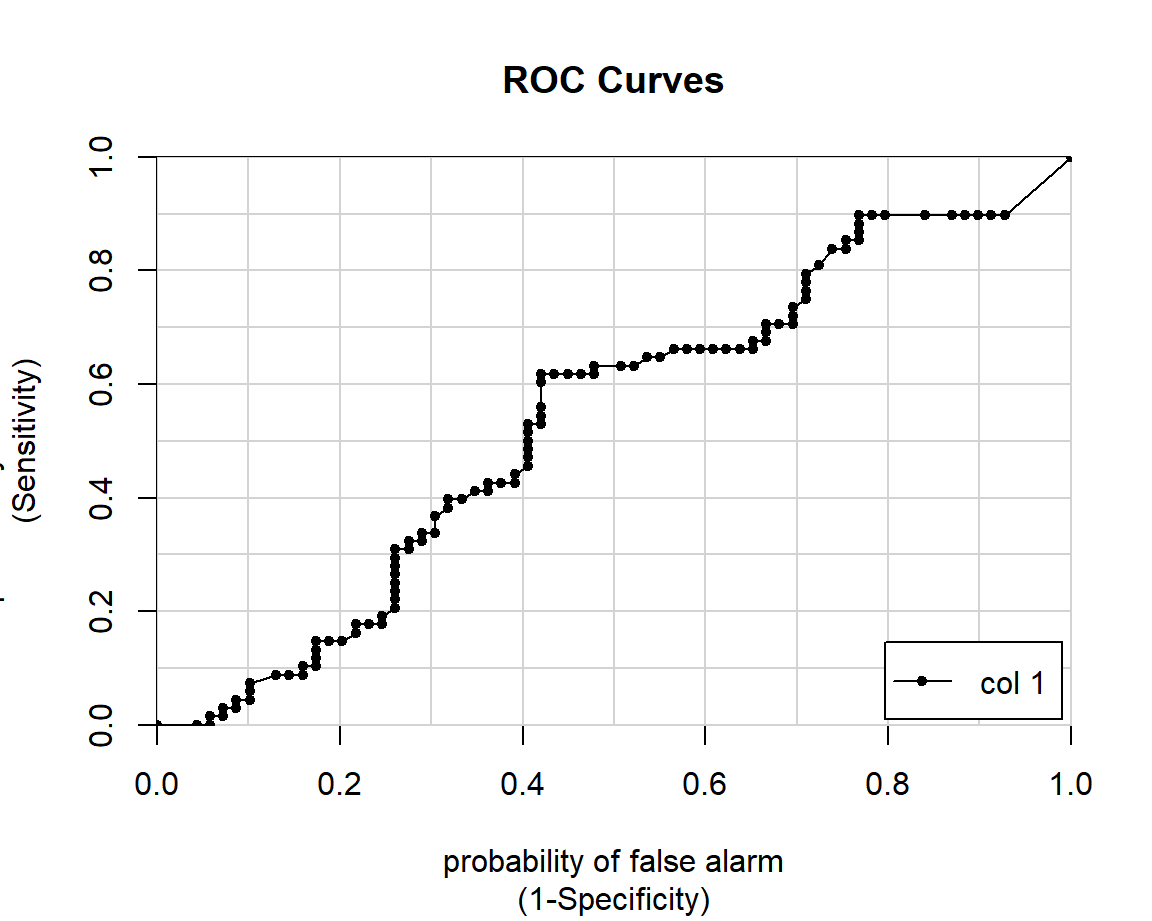 ROC Curves
(Sensitivity)
1.0
0.8
0.6
0.4
0.2
0.0
col 1
0.0 0.2 0.4 0.6 0.8 1.0
probability of false alarm
(1-Specificity)